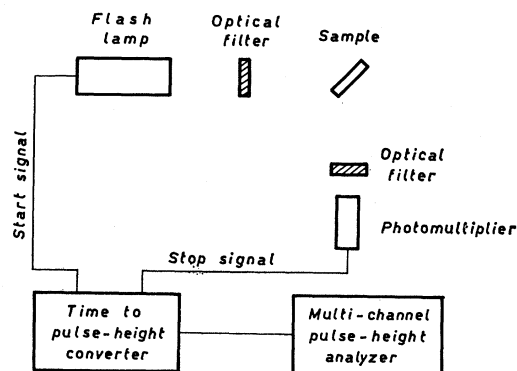 Flash
lamp
Optical
filter
Sample
Start signal
Optical
filter
Photomultiplier
Stop signal
Time to
pulse-height
converter
Multi-channel
pulse-height
analyzer